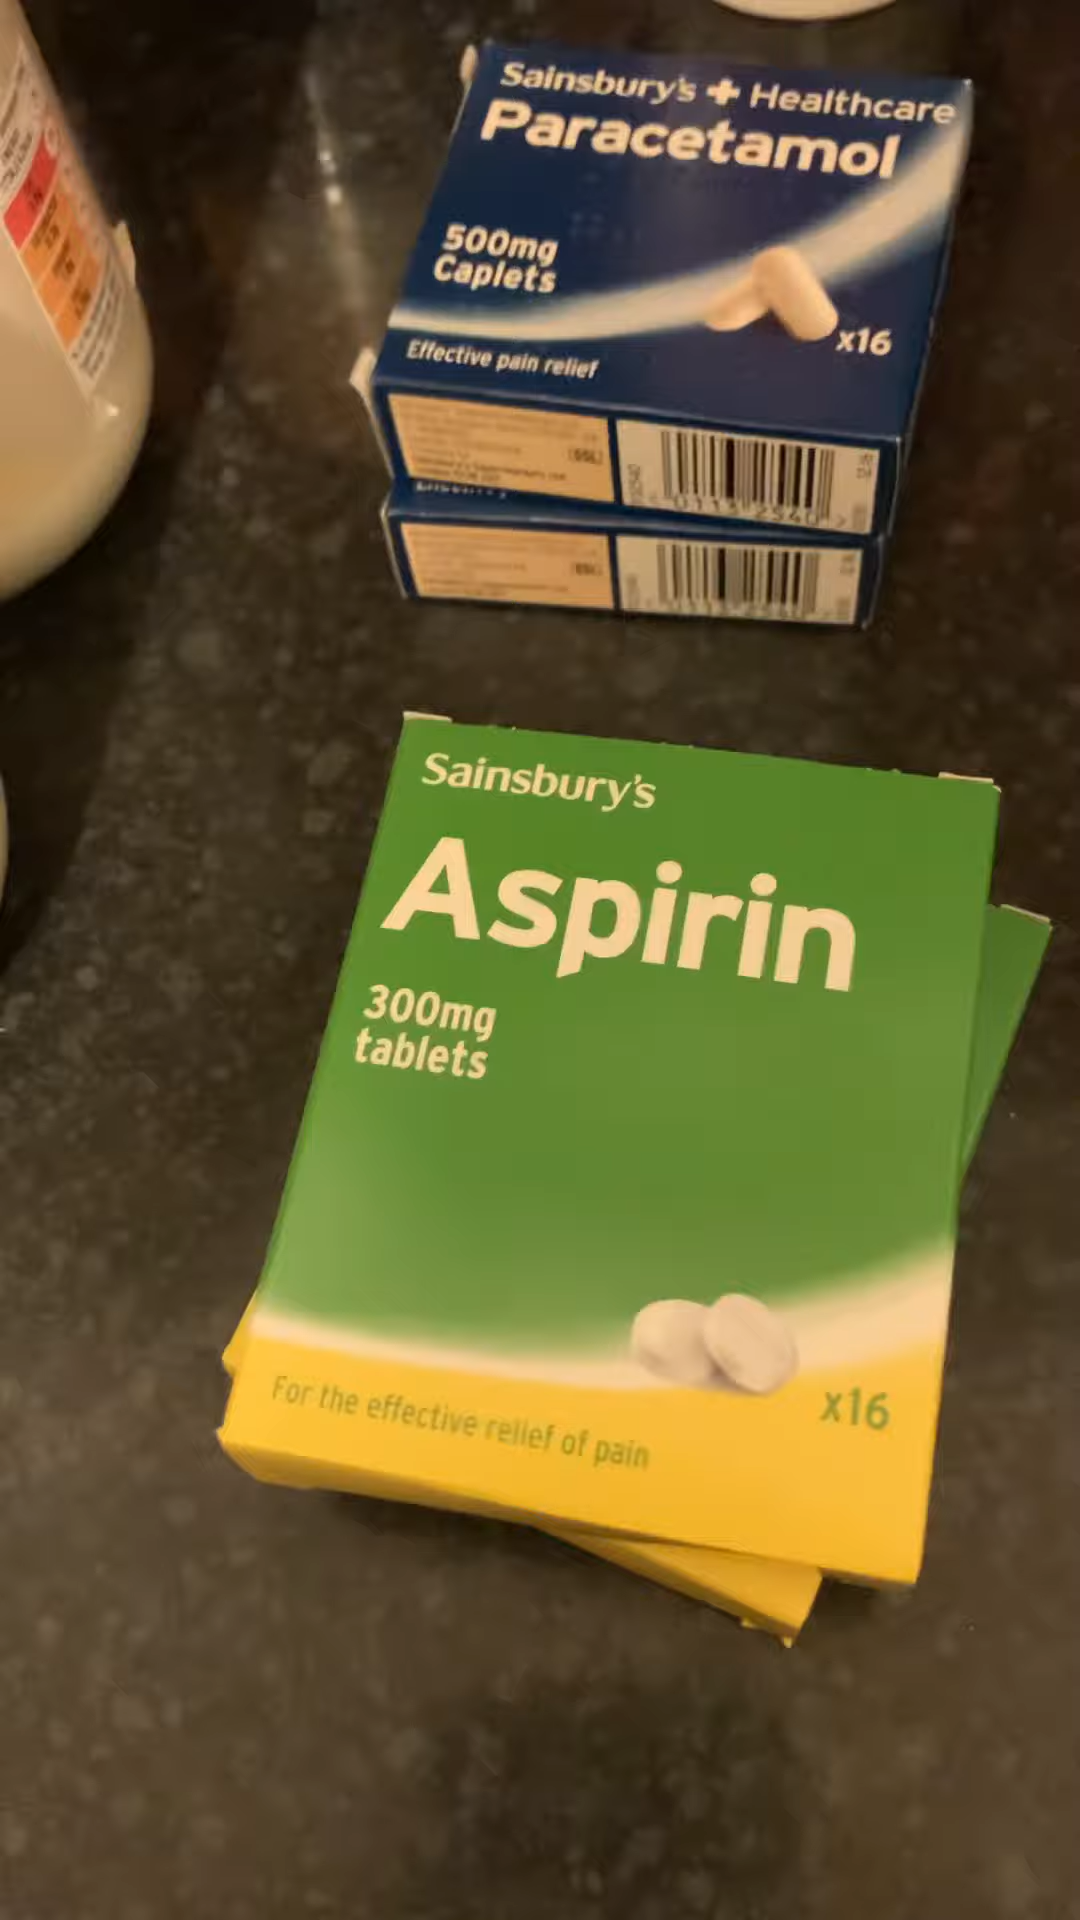 Sainsbury's + Healthcare
Paracetamol
500mg
Caplets
x16
Effective pain relief
Sainsbury's
Aspirin
300mg
tablets
x16
For the effective relief of pain